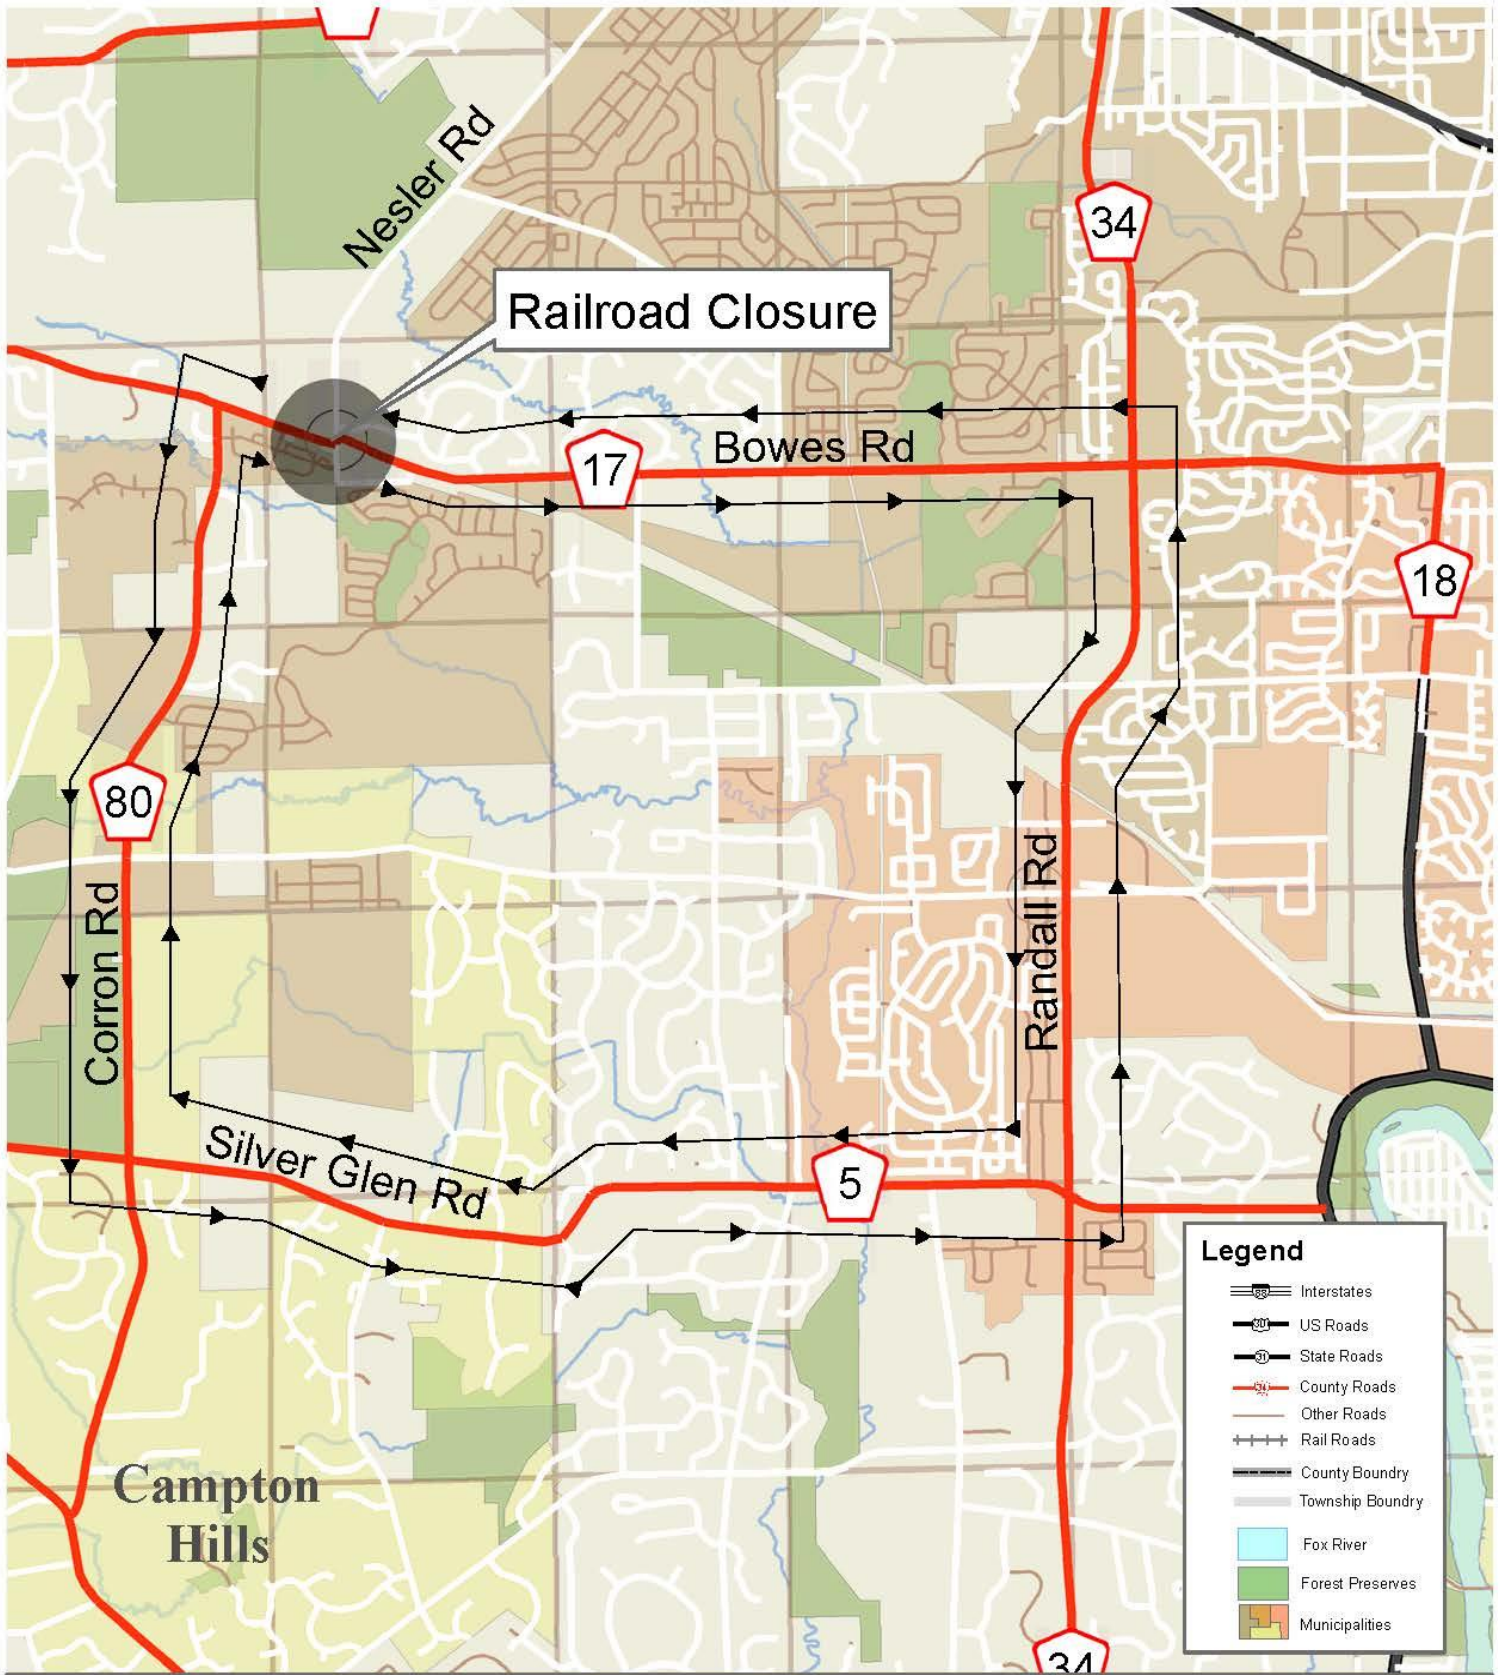 Nesler Rd
34
Railroad Closure
Bowes Rd
17
18
80
Corron Rd
Randall Rd
Silver Glen Rd
5
Campton
Hills
34
Legend
Interstates
US Roads
State Roads
County Roads
Other Roads
Rail Roads
County Boundry
Township Boundry
Fox River
Forest Preserves
Municipalities